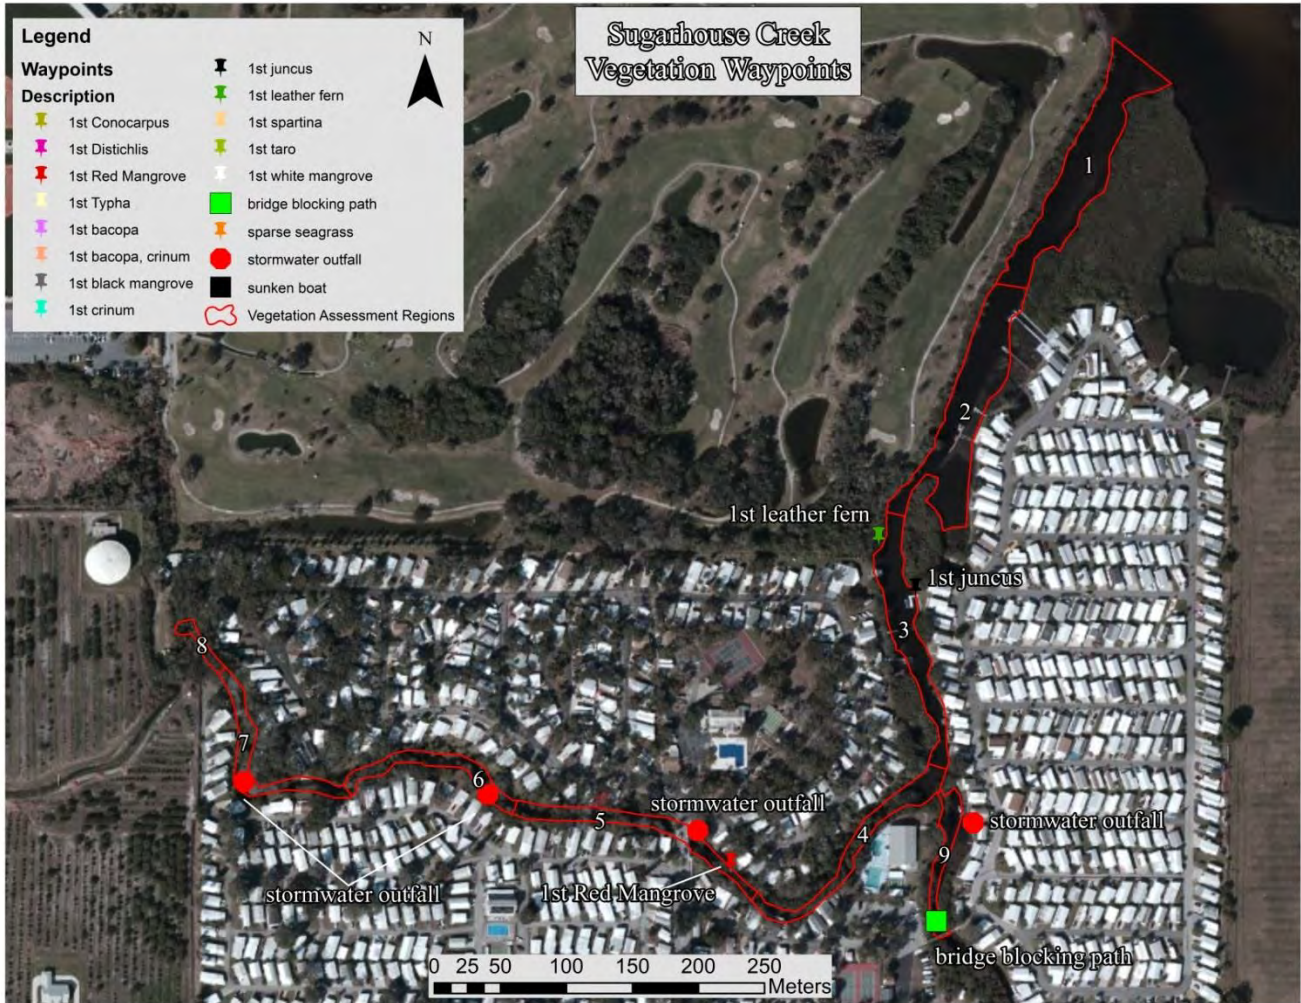 Sugarhouse Creek
Vegetation Waypoints
Legend
Waypoints
Description
1st Conocarpus
1st Distichlis
1st Red Mangrove
1st Typha
1st bacopa
1st bacopa, crinum
1st black mangrove
1st crinum
1st juncus
1st leather fern
1st spartina
1st taro
1st white mangrove
bridge blocking path
sparse seagrass
stormwater outfall
sunken boat
Vegetation Assessment Regions
N
1
2
1st leather fern
1st juncus
3
8
7
6
5
stormwater outfall
4
stormwater outfall
9
stormwater outfall
1st Red Mangrove
bridge blocking path
0 25 50 100 150 200 250
Meters